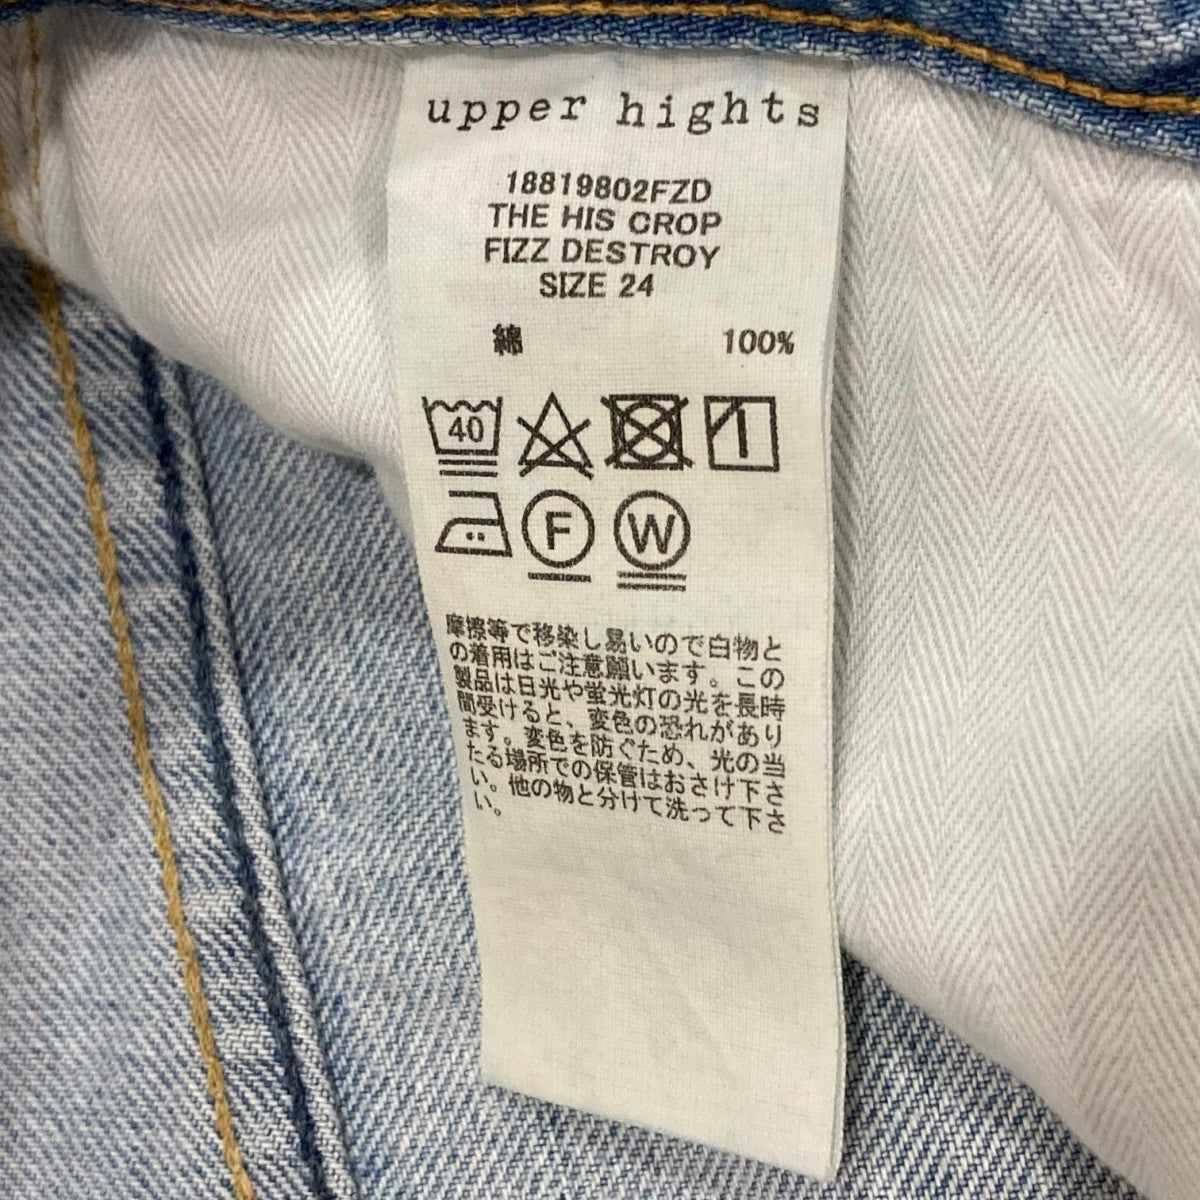 upper hights
18819802FZD
THE HIS CROP
FIZZ DESTROY
SIZE 24
綿 100%
40
F W
摩擦等で移染し易いので白物と
の着用はご注意願います。この
製品は日光や蛍光灯の光を長時
間受けると、変色の恐れがあり
ます。変色を防ぐため、光の当
たる場所での保管はおさけ下さ
い。他の物と分けて洗って下さ
い。